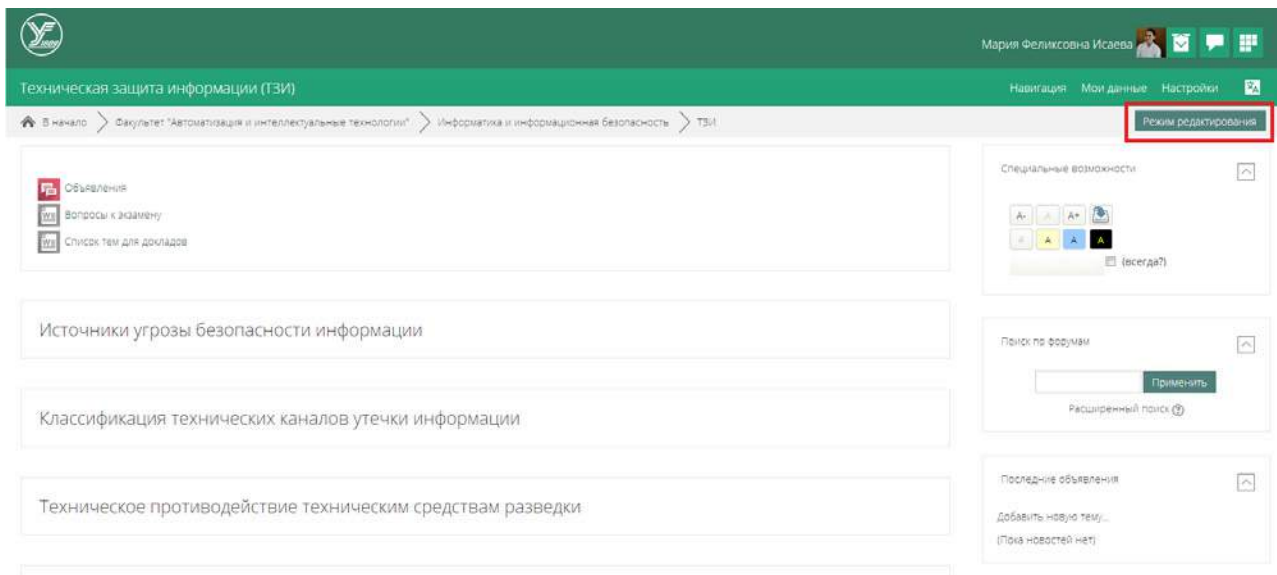 Мария Феликсовна Исаева
Техническая защита информации (ТЗИ)
Навигация Мои данные Настройки
В начало Факультет "Автоматизация и интеллектуальные технологии" Информатика и информационная безопасность ТЗИ
Режим редактирования
Объявления
Вопросы к экзамену
Список тем для докладов
Источники угрозы безопасности информации
Классификация технических каналов утечки информации
Техническое противодействие техническим средствам разведки
Специальные возможности
A- A A+
A A A A
(всегда?)
Поиск по форумам
Применить
Расширенный поиск
Последние объявления
Добавить новую тему...
(Пока новостей нет)